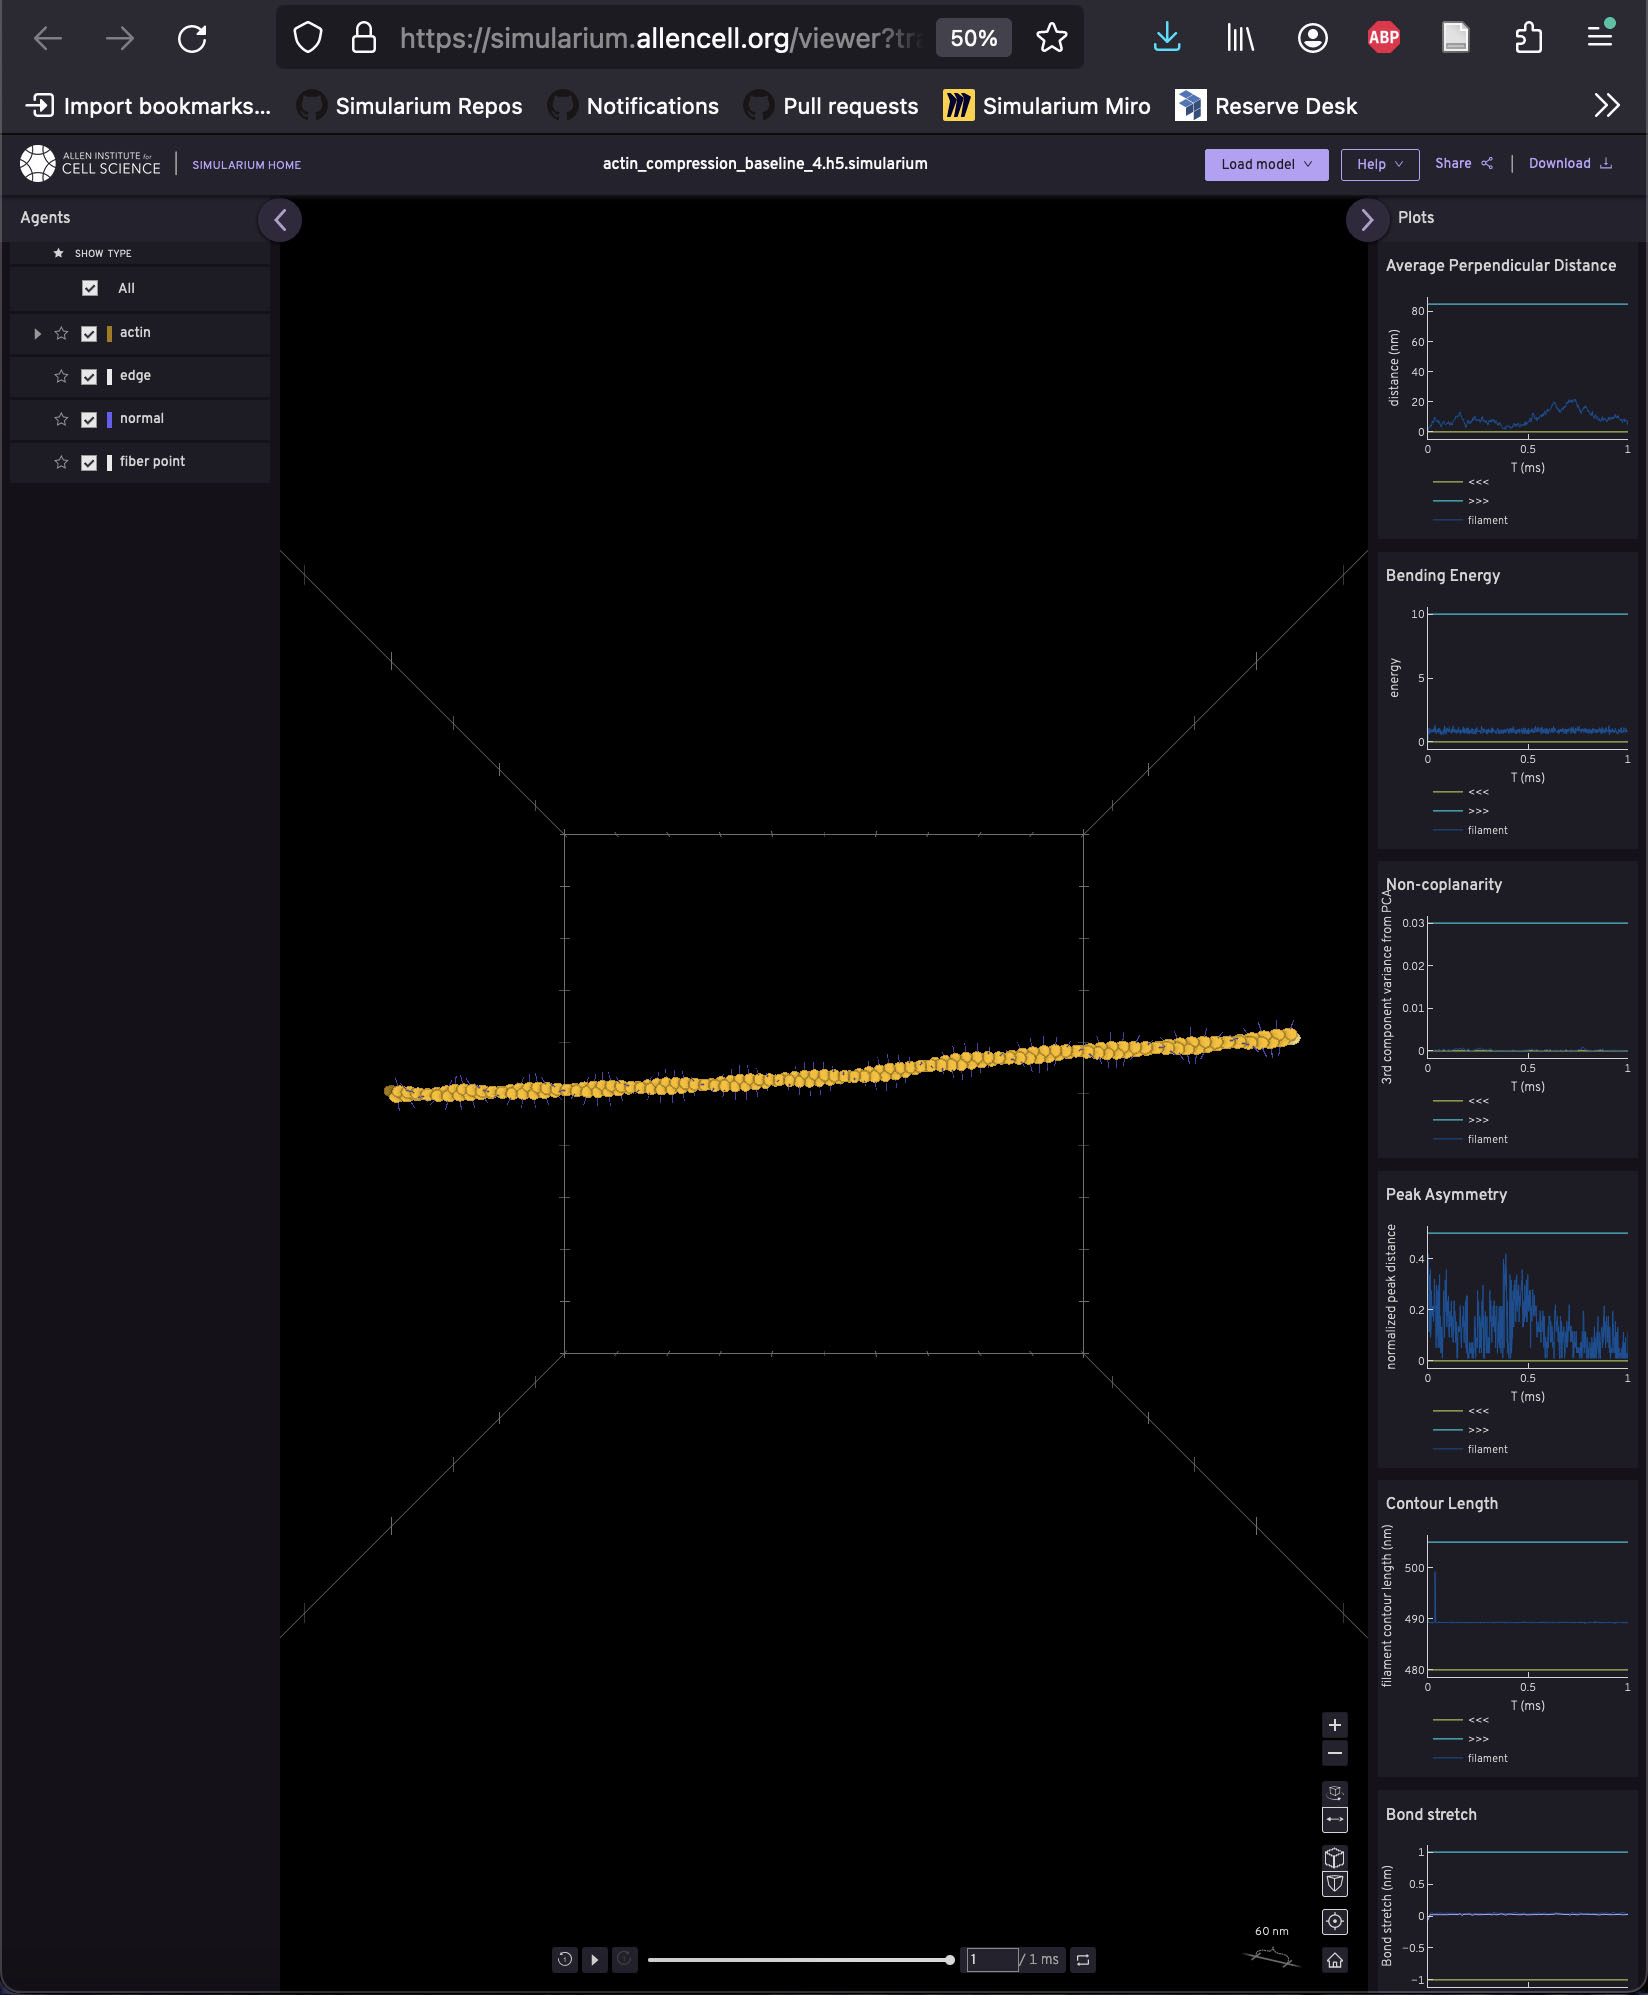 https://simularium.allencell.org/viewer?tra
50%
ABP
Import bookmarks...
Simularium Repos
Notifications
Pull requests
Simularium Miro
Reserve Desk
ALLEN INSTITUTE for
CELL SCIENCE
SIMULARIUM HOME
actin_compression_baseline_4.h5.simularium
Load model
Help
Share
Download
Agents
SHOW TYPE
All
actin
edge
normal
fiber point
Plots
Average Perpendicular Distance
distance (nm)
80
60
40
20
0
0 0.5 1
T (ms)
<<<
>>>
filament
Bending Energy
energy
10
5
0
0 0.5 1
T (ms)
<<<
>>>
filament
Non-coplanarity
3rd component variance from PCA
0.03
0.02
0.01
0
0 0.5 1
T (ms)
<<<
>>>
filament
Peak Asymmetry
normalized peak distance
0.4
0.2
0
0 0.5 1
T (ms)
<<<
>>>
filament
Contour Length
filament contour length (nm)
500
490
480
0 0.5 1
T (ms)
<<<
>>>
filament
Bond stretch
Bond stretch (nm)
1
0.5
0
−0.5
−1
60 nm
1 / 1 ms